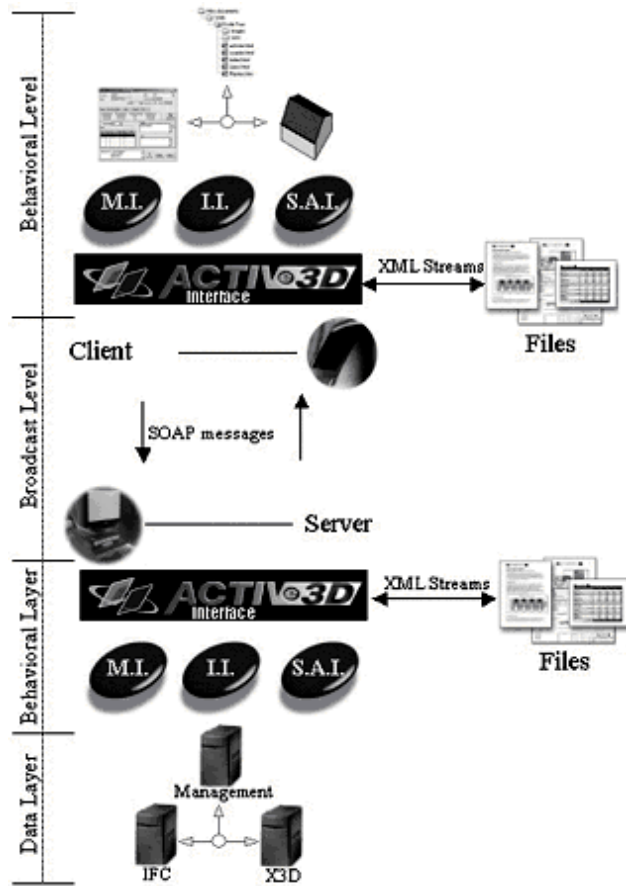 Behavioral Level
M.I.
I.I.
S.A.I.
ACTIV3D
Interface
XML Streams
Files
Broadcast Level
Client
SOAP messages
Server
Behavioral Layer
ACTIV3D
Interface
XML Streams
Files
M.I.
I.I.
S.A.I.
Data Layer
Management
IFC
X3D